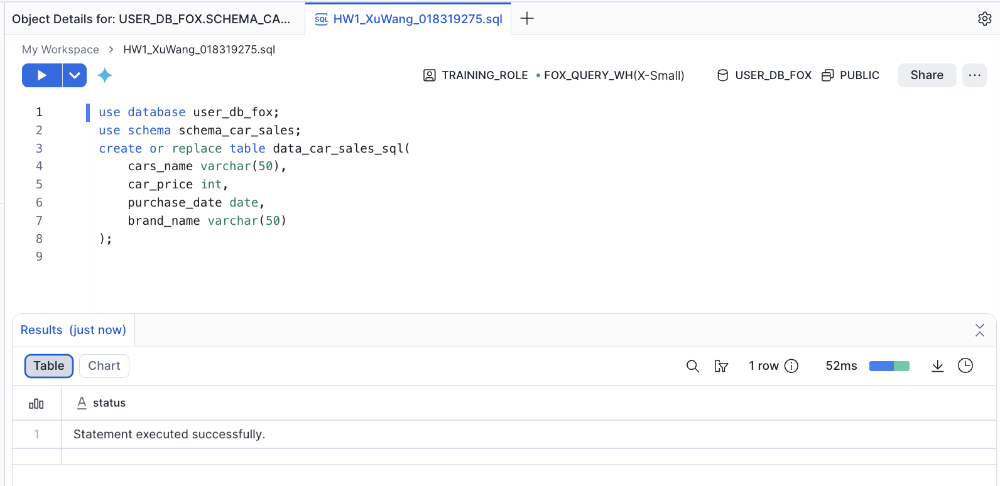 Object Details for: USER_DB_FOX.SCHEMA_CA...
SQL HW1_XuWang_018319275.sql
My Workspace > HW1_XuWang_018319275.sql
TRAINING_ROLE • FOX_QUERY_WH(X-Small) USER_DB_FOX PUBLIC Share ...
1 use database user_db_fox;
2 use schema schema_car_sales;
3 create or replace table data_car_sales_sql(
4     cars_name varchar(50),
5     car_price int,
6     purchase_date date,
7     brand_name varchar(50)
8 );
9
Results (just now)
Table Chart 1 row 52ms
A status
1 Statement executed successfully.